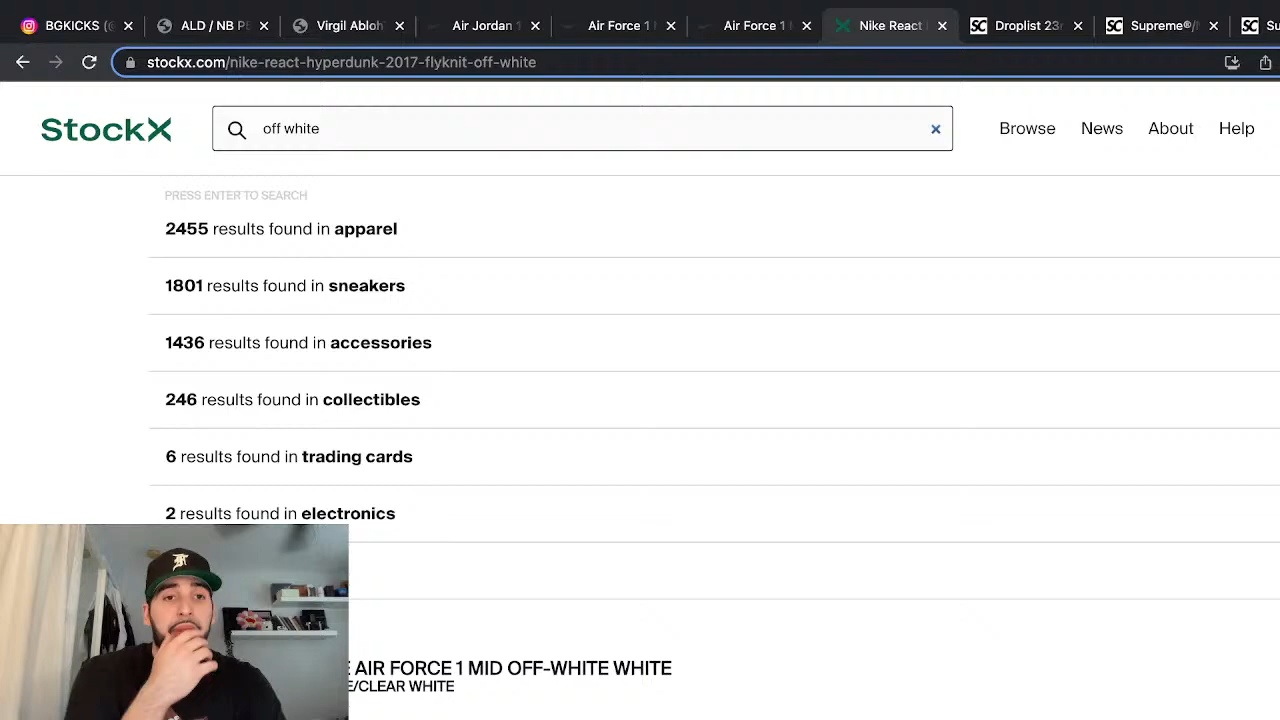 BGKICKS (@
ALD / NB P
Virgil Abloh
Air Jordan 1
Air Force 1
Air Force 1
Nike React
Droplist 23r
Supreme®/
Su
stockx.com/nike-react-hyperdunk-2017-flyknit-off-white
StockX
off white
Browse
News
About
Help
PRESS ENTER TO SEARCH
2455 results found in apparel
1801 results found in sneakers
1436 results found in accessories
246 results found in collectibles
6 results found in trading cards
2 results found in electronics
AIR FORCE 1 MID OFF-WHITE WHITE
E/CLEAR WHITE